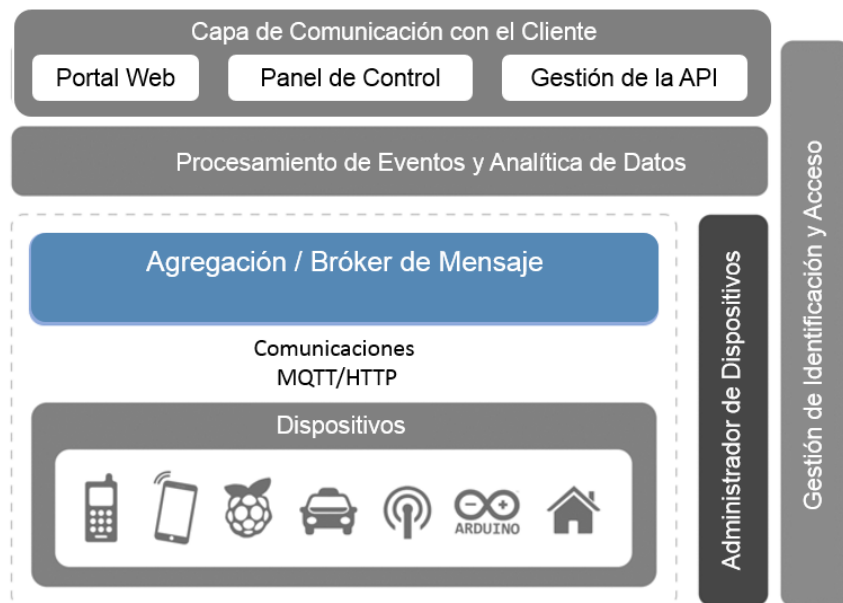 Capa de Comunicación con el Cliente
Portal Web
Panel de Control
Gestión de la API
Procesamiento de Eventos y Analítica de Datos
Agregación / Bróker de Mensaje
Comunicaciones
MQTT/HTTP
Dispositivos
ARDUINO
Administrador de Dispositivos
Gestión de Identificación y Acceso